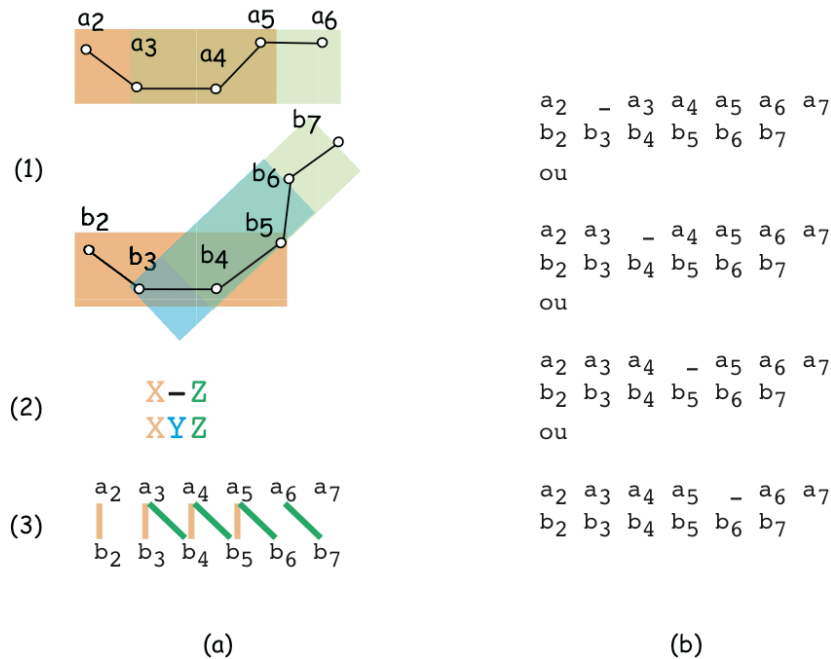 a2 a3 a4 a5 a6
(1)
b2 b3 b4 b5 b6 b7
(2)
X–Z
XYZ
(3)
a2 a3 a4 a5 a6 a7
b2 b3 b4 b5 b6 b7
(a)
a2 – a3 a4 a5 a6 a7
b2 b3 b4 b5 b6 b7
ou
a2 a3 – a4 a5 a6 a7
b2 b3 b4 b5 b6 b7
ou
a2 a3 a4 – a5 a6 a7
b2 b3 b4 b5 b6 b7
ou
a2 a3 a4 a5 – a6 a7
b2 b3 b4 b5 b6 b7
(b)